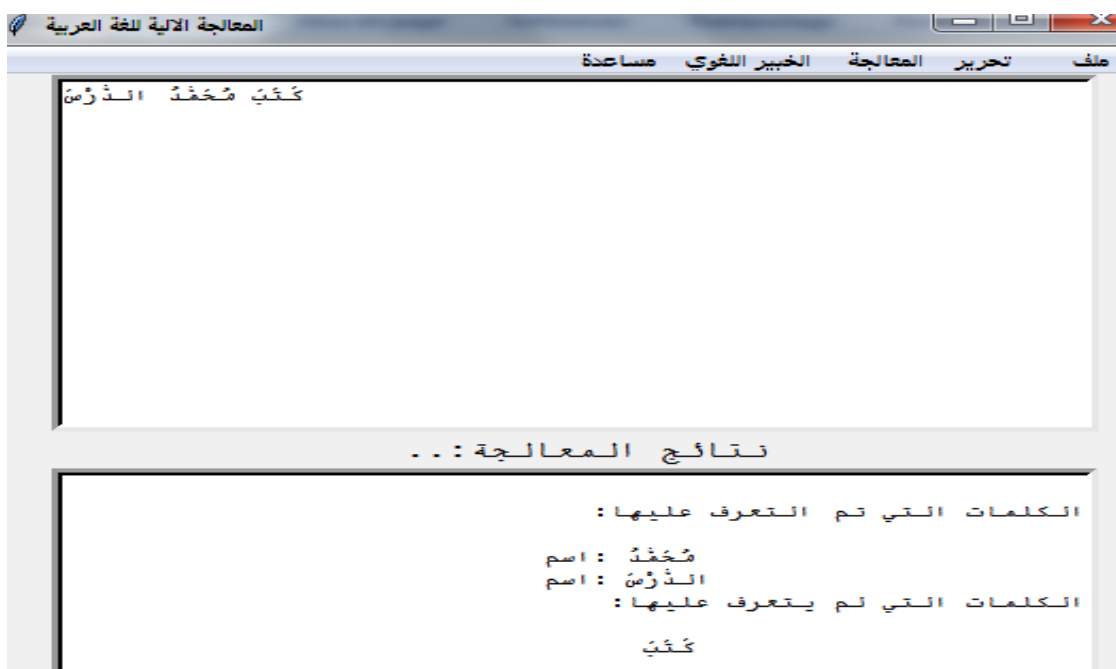 المعالجة الالية للغة العربية
ملف تحرير المعالجة الخبير اللغوي مساعدة
كَتَبَ مُحَمَّدٌ الدَّرْسَ
نتائج المعالجة:..
الكلمات التي تم التعرف عليها:
مُحَمَّدٌ :اسم
الدَّرْسَ :اسم
الكلمات التي لم يتعرف عليها:
كَتَبَ